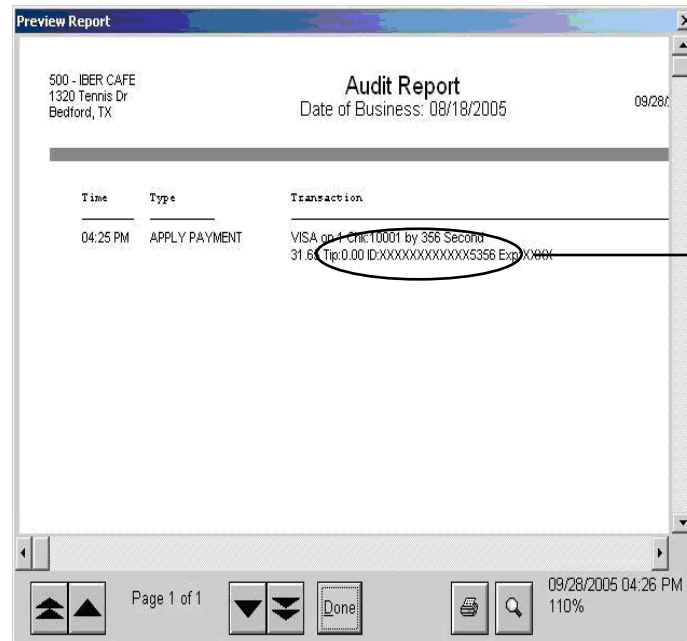 Preview Report
500 - IBER CAFE
1320 Tennis Dr
Bedford, TX
Audit Report
Date of Business: 08/18/2005
09/28/
Time Type Transaction
04:25 PM APPLY PAYMENT VISA on 1 Chk:10001 by 356 Second
Tip:0.00 ID:XXXXXXXXXXXX5356 Exp:XXXX
Page 1 of 1
Done
09/28/2005 04:26 PM
110%